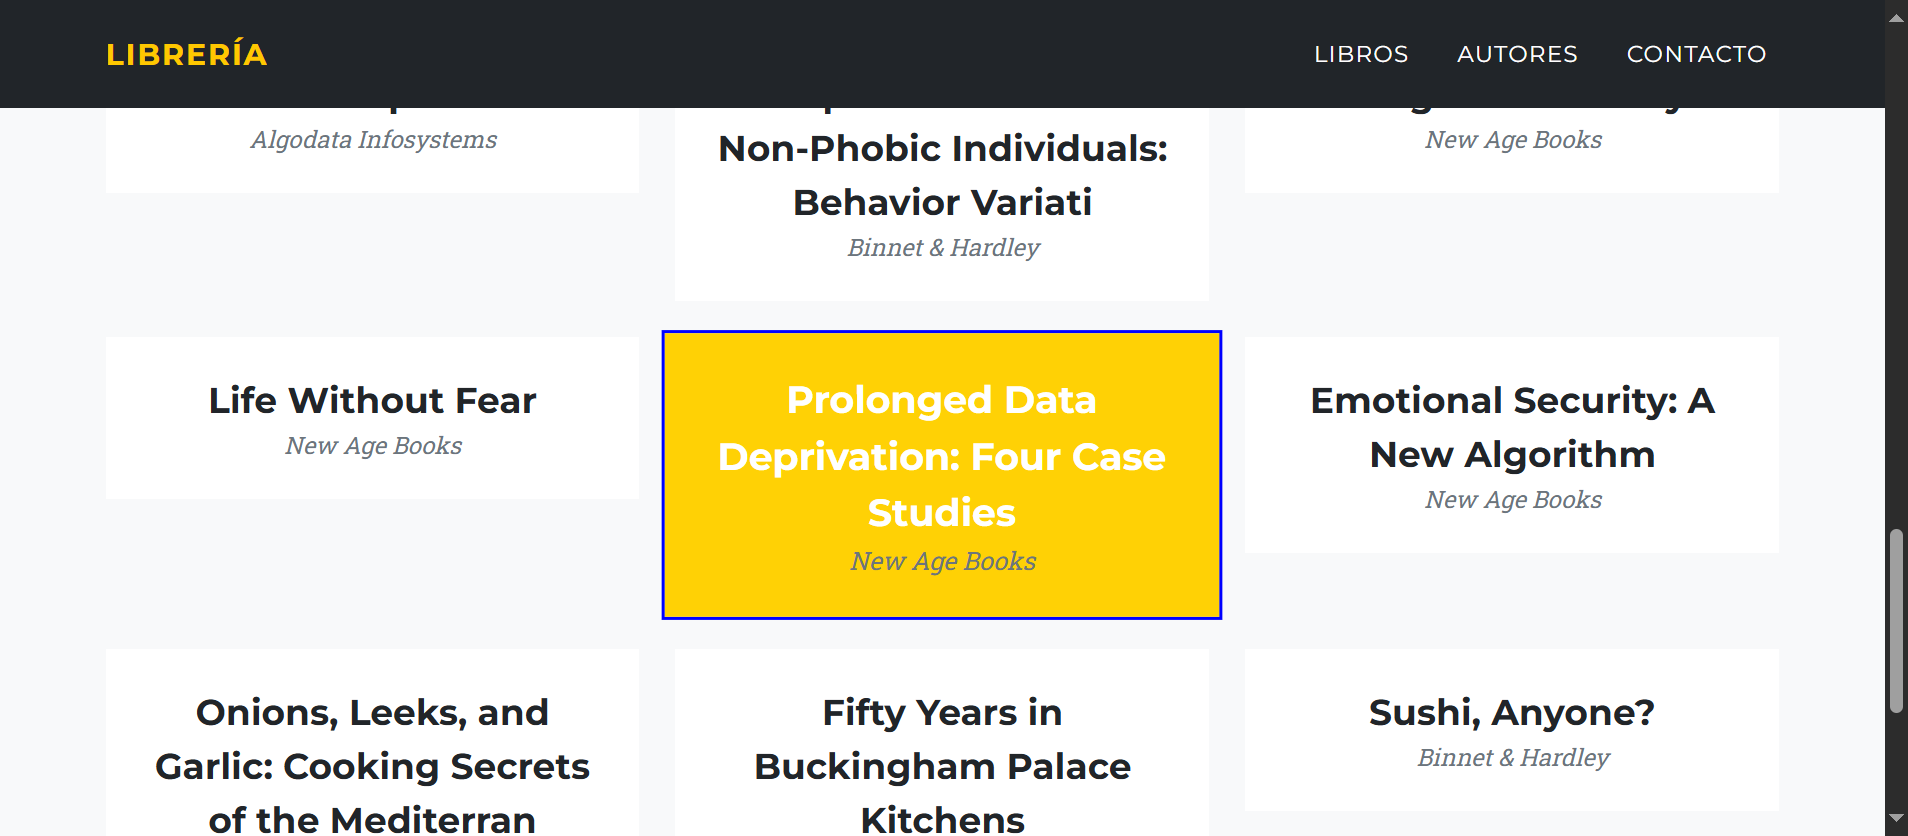 LIBRERÍA
LIBROS
AUTORES
CONTACTO
Algodata Infosystems
Non-Phobic Individuals:
Behavior Variati
Binnet & Hardley
New Age Books
Life Without Fear
New Age Books
Prolonged Data
Deprivation: Four Case
Studies
New Age Books
Emotional Security: A
New Algorithm
New Age Books
Onions, Leeks, and
Garlic: Cooking Secrets
of the Mediterran
Fifty Years in
Buckingham Palace
Kitchens
Sushi, Anyone?
Binnet & Hardley